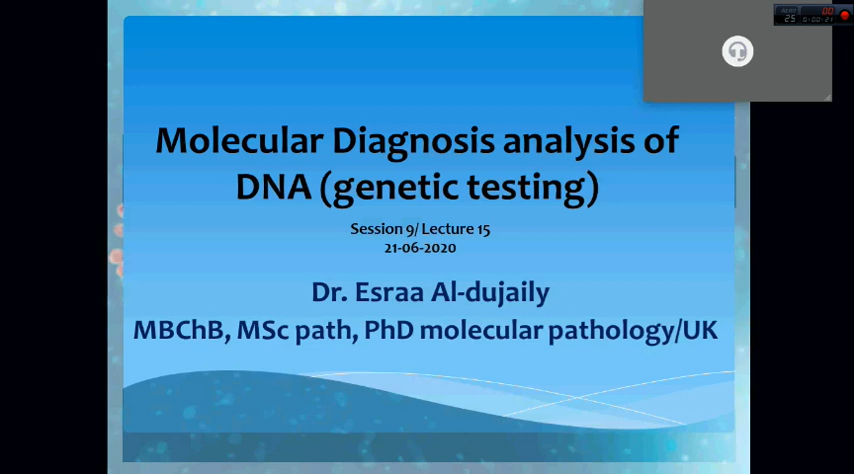 Molecular Diagnosis analysis of
DNA (genetic testing)
Session 9/ Lecture 15
21-06-2020
Dr. Esraa Al-dujaily
MBChB, MSc path, PhD molecular pathology/UK
25